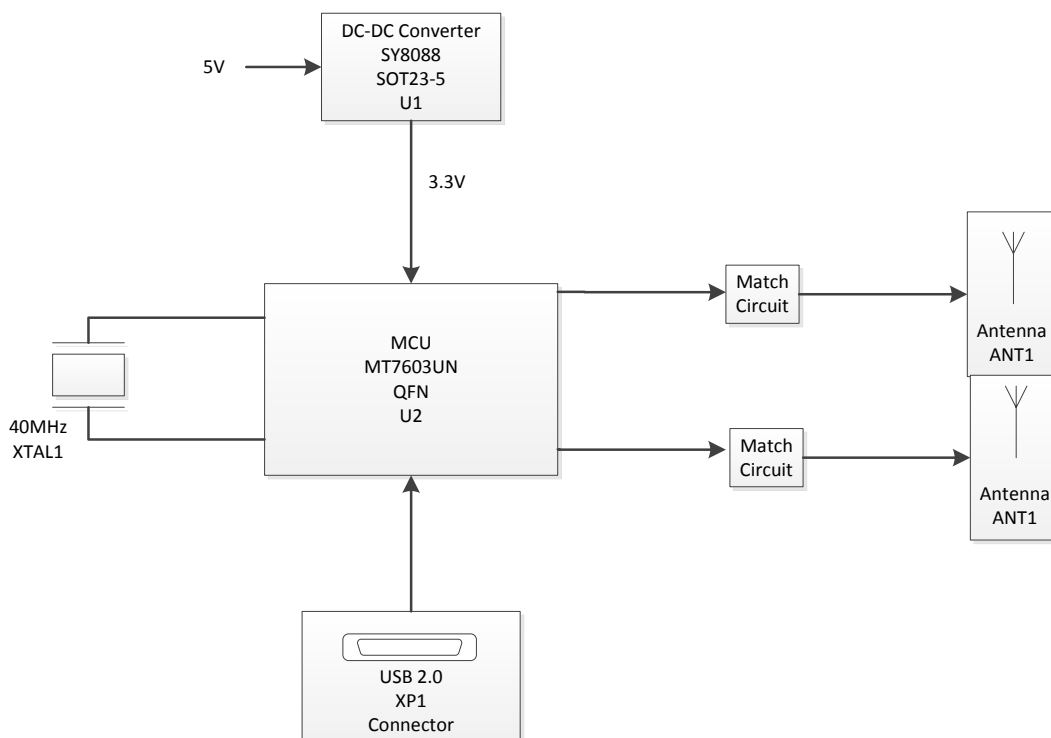 DC-DC Converter
SY8088
SOT23-5
U1
5V
3.3V
Match
Circuit
Antenna
ANT1
MCU
MT7603UN
QFN
U2
40MHz
XTAL1
Match
Circuit
Antenna
ANT1
USB 2.0
XP1
Connector